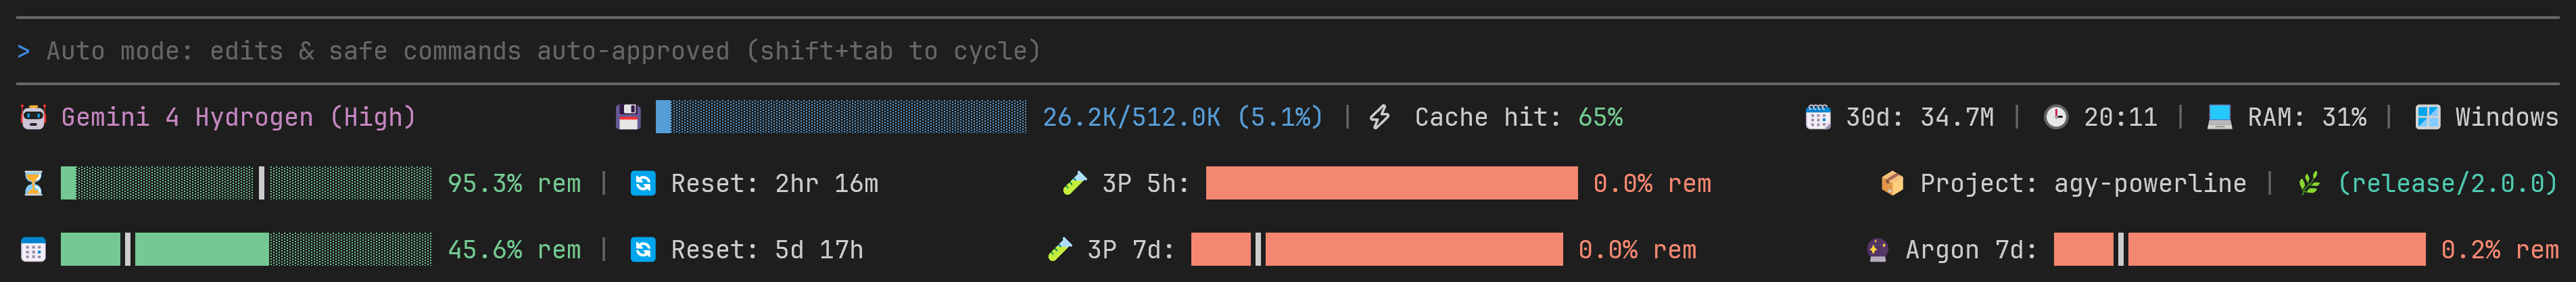 > Auto mode: edits & safe commands auto-approved (shift+tab to cycle)
Gemini 4 Hydrogen (High) 26.2K/512.0K (5.1%) | Cache hit: 65% 30d: 34.7M | 20:11 | RAM: 31% | Windows
95.3% rem | Reset: 2hr 16m 3P 5h: 0.0% rem Project: agy-powerline | (release/2.0.0)
45.6% rem | Reset: 5d 17h 3P 7d: 0.0% rem Argon 7d: 0.2% rem